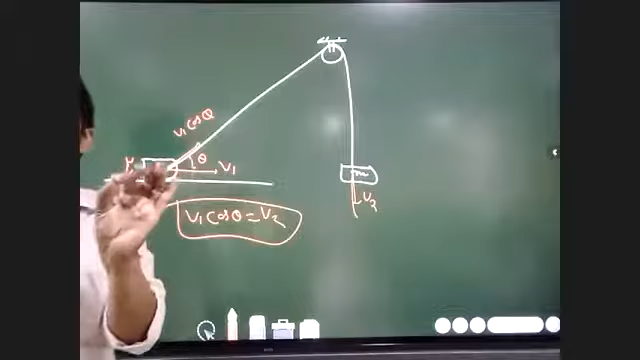 v₁ cosθ
θ
v₁
m
v₂
v₁ cosθ = v₂